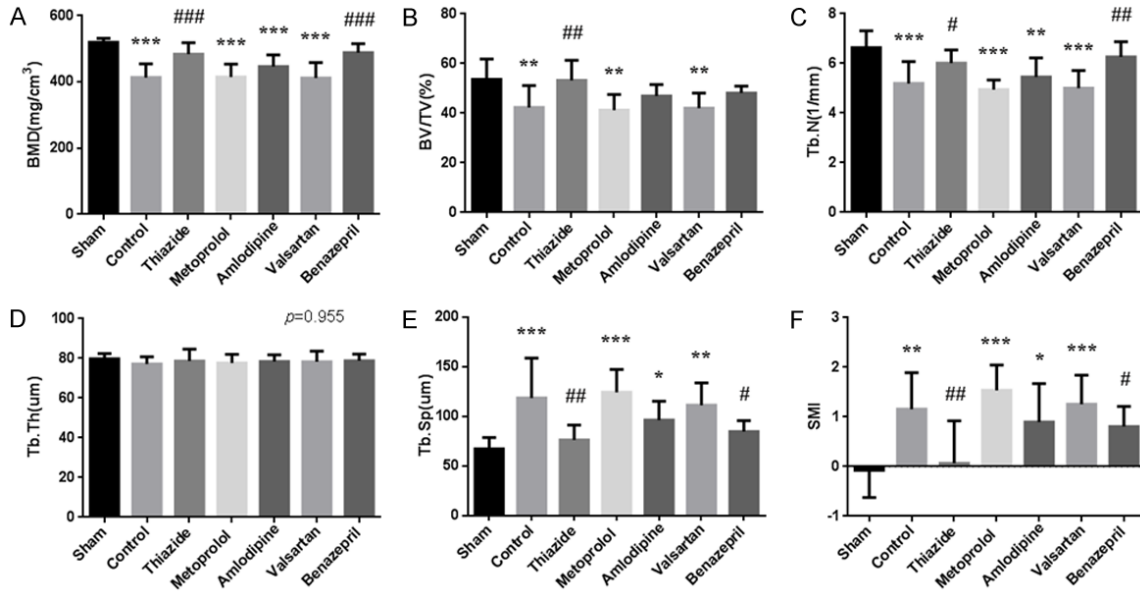 A
BMD(mg/cm³)
600
400
200
0
*** ### *** *** *** ###
Sham Control Thiazide Metoprolol Amlodipine Valsartan Benazepril
B
BV/TV(%)
80
60
40
20
0
** ## ** **
Sham Control Thiazide Metoprolol Amlodipine Valsartan Benazepril
C
Tb.N(1/mm)
8
6
4
2
0
*** # *** ** *** ##
Sham Control Thiazide Metoprolol Amlodipine Valsartan Benazepril
D
Tb.Th(um)
100
80
60
40
20
0
p=0.955
Sham Control Thiazide Metoprolol Amlodipine Valsartan Benazepril
E
Tb.Sp(um)
200
150
100
50
0
*** ## *** * ** #
Sham Control Thiazide Metoprolol Amlodipine Valsartan Benazepril
F
SMI
3
2
1
0
-1
** ## *** * *** #
Sham Control Thiazide Metoprolol Amlodipine Valsartan Benazepril